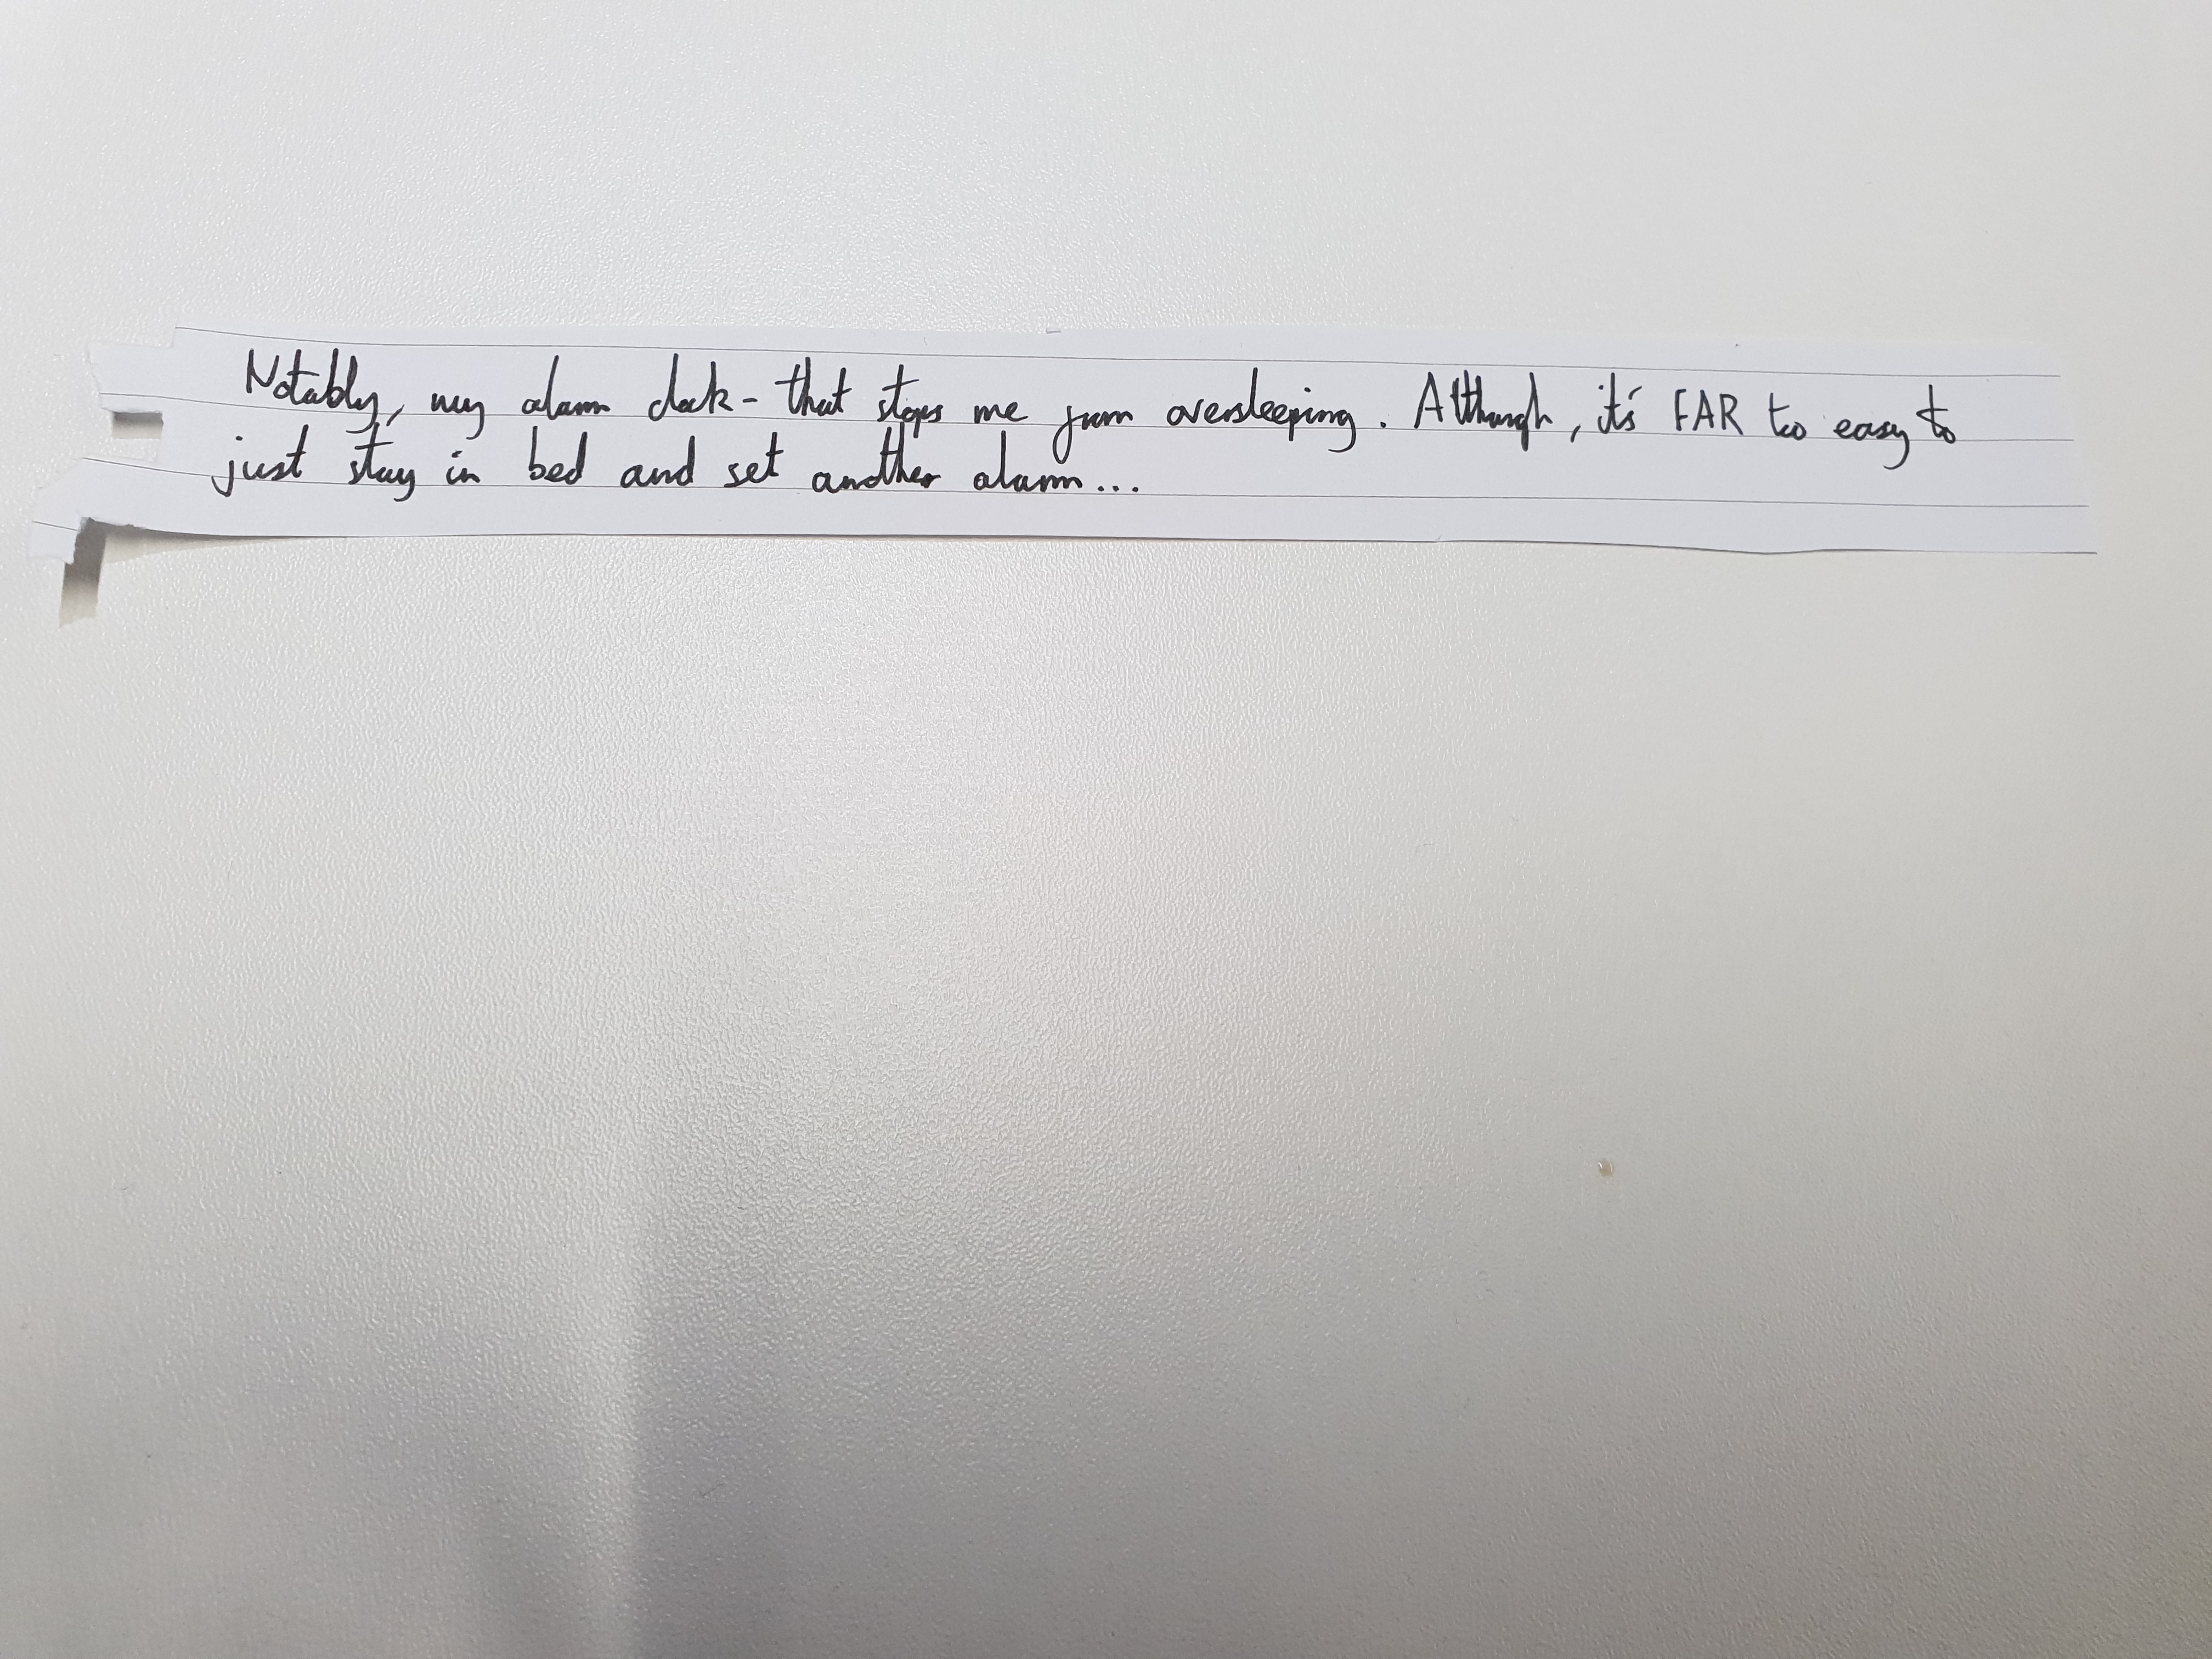 Notably, my alarm clock - that stops me from oversleeping. Although, it's FAR too easy to
just stay in bed and set another alarm...